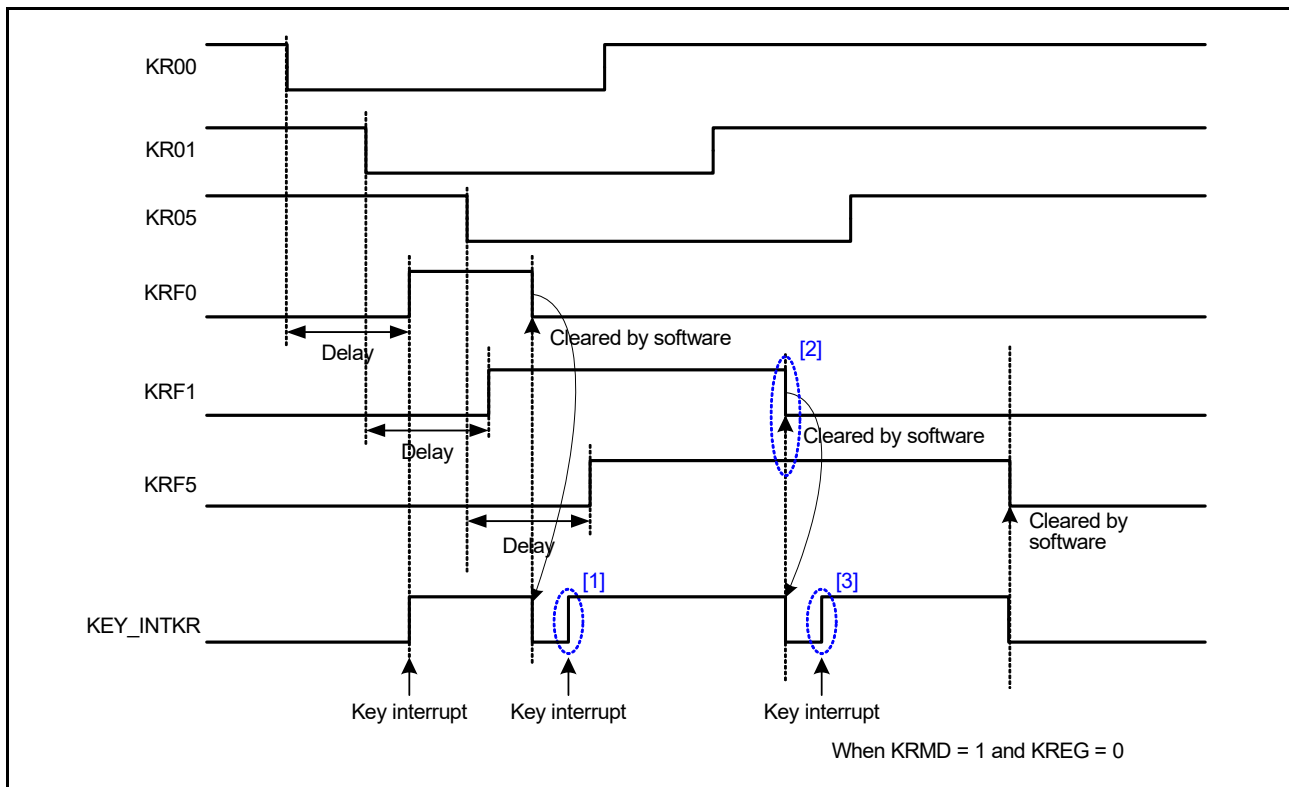 KR00
KR01
KR05
KRF0
Cleared by software
Delay
[2]
KRF1
Cleared by software
Delay
KRF5
Cleared by
software
Delay
[1]
[3]
KEY_INTKR
Key interrupt
Key interrupt
Key interrupt
When KRMD = 1 and KREG = 0